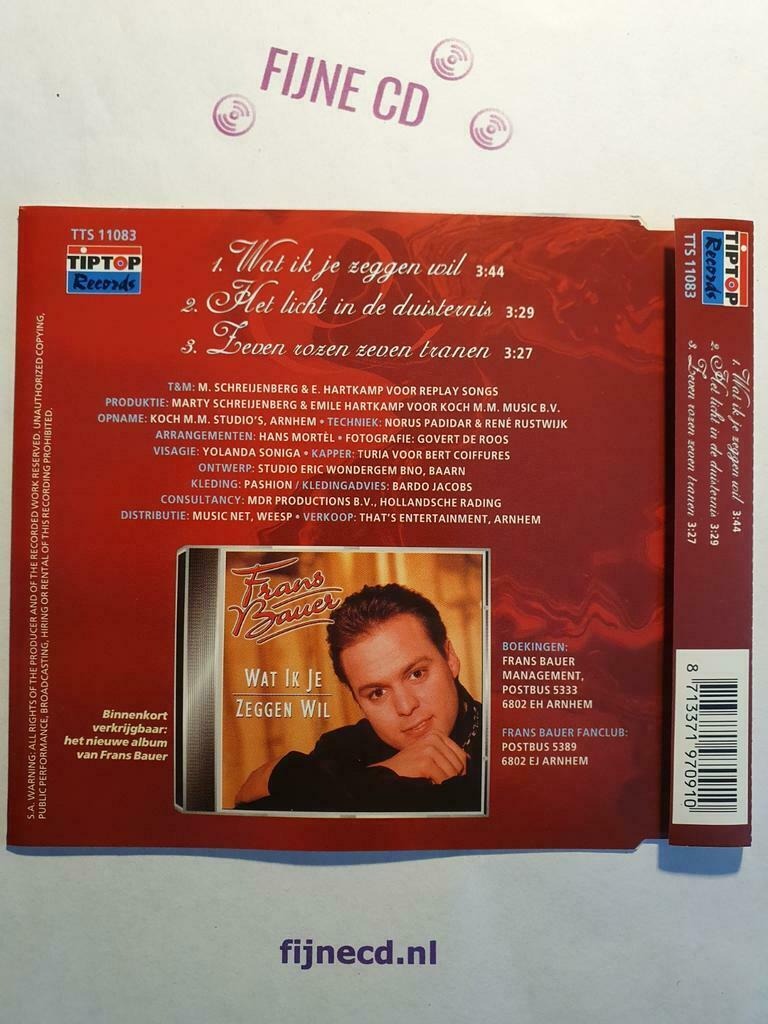 FIJNE CD
TTS 11083
TIPTOP
Records
1. Wat ik je zeggen wil 3:44
2. Het licht in de duisternis 3:29
3. Zeven rozen zeven tranen 3:27
T&M: M. SCHREIJENBERG & E. HARTKAMP VOOR REPLAY SONGS
PRODUKTIE: MARTY SCHREIJENBERG & EMILE HARTKAMP VOOR KOCH M.M. MUSIC B.V.
OPNAME: KOCH M.M. STUDIO'S, ARNHEM • TECHNIEK: NORUS PADIDAR & RENÉ RUSTWIJK
ARRANGEMENTEN: HANS MORTÈL • FOTOGRAFIE: GOVERT DE ROOS
VISAGIE: YOLANDA SONIGA • KAPPER: TURIA VOOR BERT COIFFURES
ONTWERP: STUDIO ERIC WONDERGEM BNO, BAARN
KLEDING: PASHION / KLEDINGADVIES: BARDO JACOBS
CONSULTANCY: MDR PRODUCTIONS B.V., HOLLANDSCHE RADING
DISTRIBUTIE: MUSIC NET, WEESP • VERKOOP: THAT'S ENTERTAINMENT, ARNHEM
S.A. WARNING: ALL RIGHTS OF THE PRODUCER AND OF THE RECORDED WORK RESERVED. UNAUTHORIZED COPYING,
PUBLIC PERFORMANCE, BROADCASTING, HIRING OR RENTAL OF THIS RECORDING PROHIBITED.
Frans
Bauer
WAT IK JE
ZEGGEN WIL
Binnenkort
verkrijgbaar:
het nieuwe album
van Frans Bauer
BOEKINGEN:
FRANS BAUER
MANAGEMENT,
POSTBUS 5333
6802 EH ARNHEM
FRANS BAUER FANCLUB:
POSTBUS 5389
6802 EJ ARNHEM
TIPTOP
Records
TTS 11083
1. Wat ik je zeggen wil 3:44
2. Het licht in de duisternis 3:29
3. Zeven rozen zeven tranen 3:27
8 713371 970910
fijnecd.nl